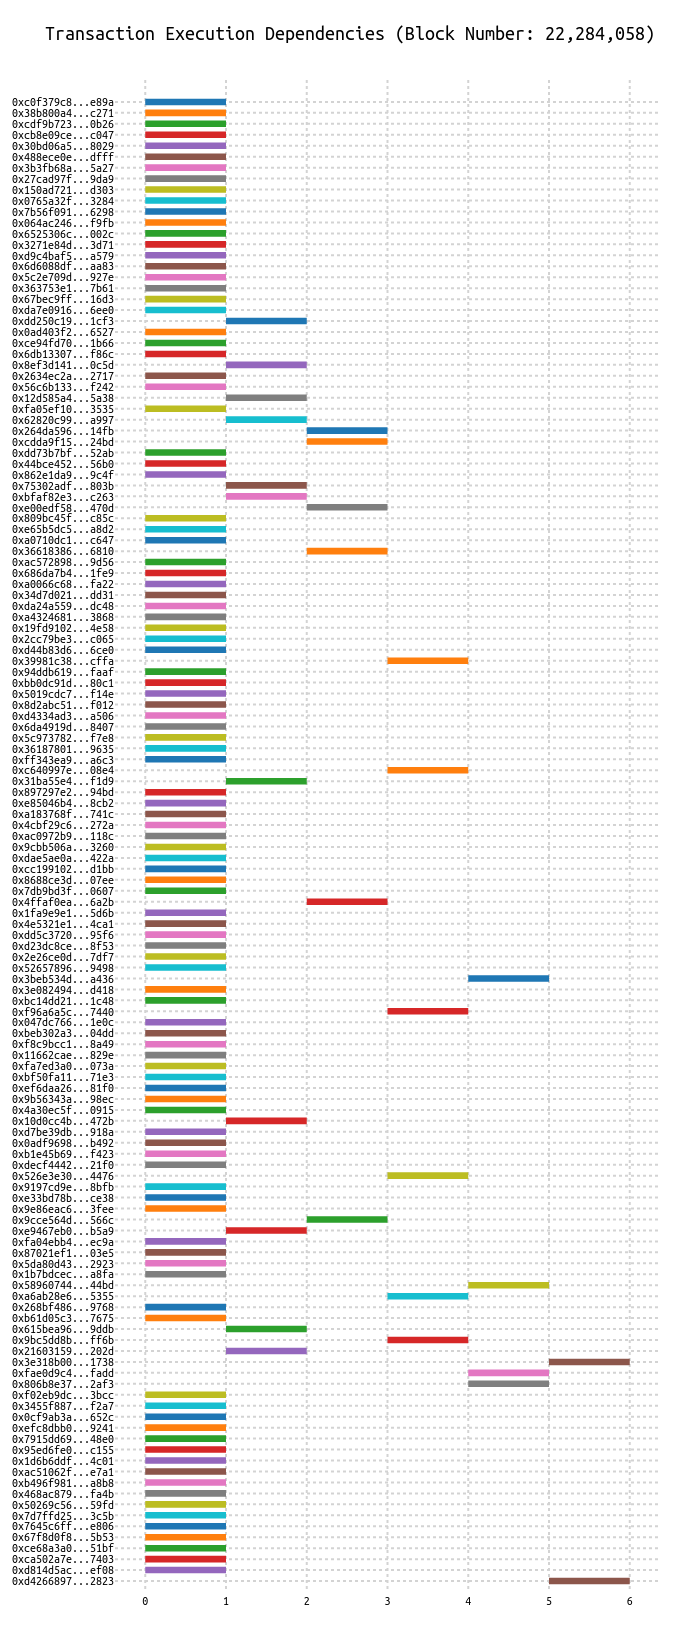 Transaction Execution Dependencies (Block Number: 22,284,058)
0xc0f379c8...e89a
0x38b800a4...c271
0xcdf9b723...0b26
0xcb8e09ce...c047
0x30bd06a5...8029
0x488ece0e...dfff
0x3b3fb68a...5a27
0x27cad97f...9da9
0x150ad721...d303
0x0765a32f...3284
0x7b56f091...6298
0x064ac246...f9fb
0x6525306c...002c
0x3271e84d...3d71
0xd9c4baf5...a579
0x6d6088df...aa83
0x5c2e709d...927e
0x363753e1...7b61
0x67bec9ff...16d3
0xda7e0916...6ee0
0xdd250c19...1cf3
0x0ad403f2...6527
0xce94fd70...1b66
0x6db13307...f86c
0x8ef3d141...0c5d
0x2634ec2a...2717
0x56c6b133...f242
0x12d585a4...5a38
0xfa05ef10...3535
0x62820c99...a997
0x264da596...14fb
0xcdda9f15...24bd
0xdd73b7bf...52ab
0x44bce452...56b0
0x862e1da9...9c4f
0x75302adf...803b
0xbfaf82e3...c263
0xe00edf58...470d
0x809bc45f...c85c
0xe65b5dc5...a8d2
0xa0710dc1...c647
0x36618386...6810
0xac572898...9d56
0x686da7b4...1fe9
0xa0066c68...fa22
0x34d7d021...dd31
0xda24a559...dc48
0xa4324681...3868
0x19fd9102...4e58
0x2cc79be3...c065
0xd44b83d6...6ce0
0x39981c38...cffa
0x94ddb619...faaf
0xbb0dc91d...80c1
0x5019cdc7...f14e
0x8d2abc51...f012
0xd4334ad3...a506
0x6da4919d...8407
0x5c973782...f7e8
0x36187801...9635
0xff343ea9...a6c3
0xc640997e...08e4
0x31ba55e4...f1d9
0x897297e2...94bd
0xe85046b4...8cb2
0xa183768f...741c
0x4cbf29c6...272a
0xac0972b9...118c
0x9cbb506a...3260
0xdae5ae0a...422a
0xcc199102...d1bb
0x8688ce3d...07ee
0x7db9bd3f...0607
0x4ffaf0ea...6a2b
0x1fa9e9e1...5d6b
0x4e5321e1...4ca1
0xdd5c3720...95f6
0xd23dc8ce...8f53
0x2e26ce0d...7df7
0x52657896...9498
0x3beb534d...a436
0x3e082494...d418
0xbc14dd21...1c48
0xf96a6a5c...7440
0x047dc766...1e0c
0xbeb302a3...04dd
0xf8c9bcc1...8a49
0x11662cae...829e
0xfa7ed3a0...073a
0xbf50fa11...71e3
0xef6daa26...81f0
0x9b56343a...98ec
0x4a30ec5f...0915
0x10d0cc4b...472b
0xd7be39db...918a
0x0adf9698...b492
0xb1e45b69...f423
0xdecf4442...21f0
0x526e3e30...4476
0x9197cd9e...8bfb
0xe33bd78b...ce38
0x9e86eac6...3fee
0x9cce564d...566c
0xe9467eb0...b5a9
0xfa04ebb4...ec9a
0x87021ef1...03e5
0x5da80d43...2923
0x1b7bdcec...a8fa
0x58960744...44bd
0xa6ab28e6...5355
0x268bf486...9768
0xb61d05c3...7675
0x615bea96...9ddb
0x9bc5dd8b...ff6b
0x21603159...202d
0x3e318b00...1738
0xfae0d9c4...fadd
0x806b8e37...2af3
0xf02eb9dc...3bcc
0x3455f887...f2a7
0x0cf9ab3a...652c
0xefc8dbb0...9241
0x7915dd69...48e0
0x95ed6fe0...c155
0x1d6b6ddf...4c01
0xac51062f...e7a1
0xb496f981...a8b8
0x468ac879...fa4b
0x50269c56...59fd
0x7d7ffd25...3c5b
0x7645c6ff...e806
0x67f8d0f8...5b53
0xce68a3a0...51bf
0xca502a7e...7403
0xd814d5ac...ef08
0xd4266897...2823
0 1 2 3 4 5 6